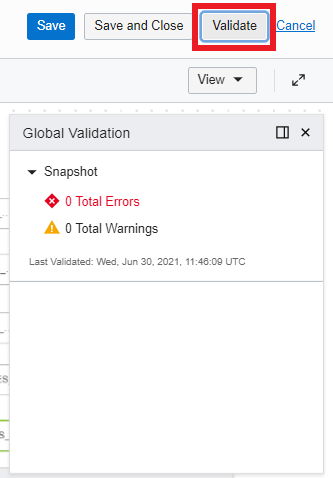 Save Save and Close Validate Cancel
View
Global Validation
Snapshot
0 Total Errors
0 Total Warnings
Last Validated: Wed, Jun 30, 2021, 11:46:09 UTC